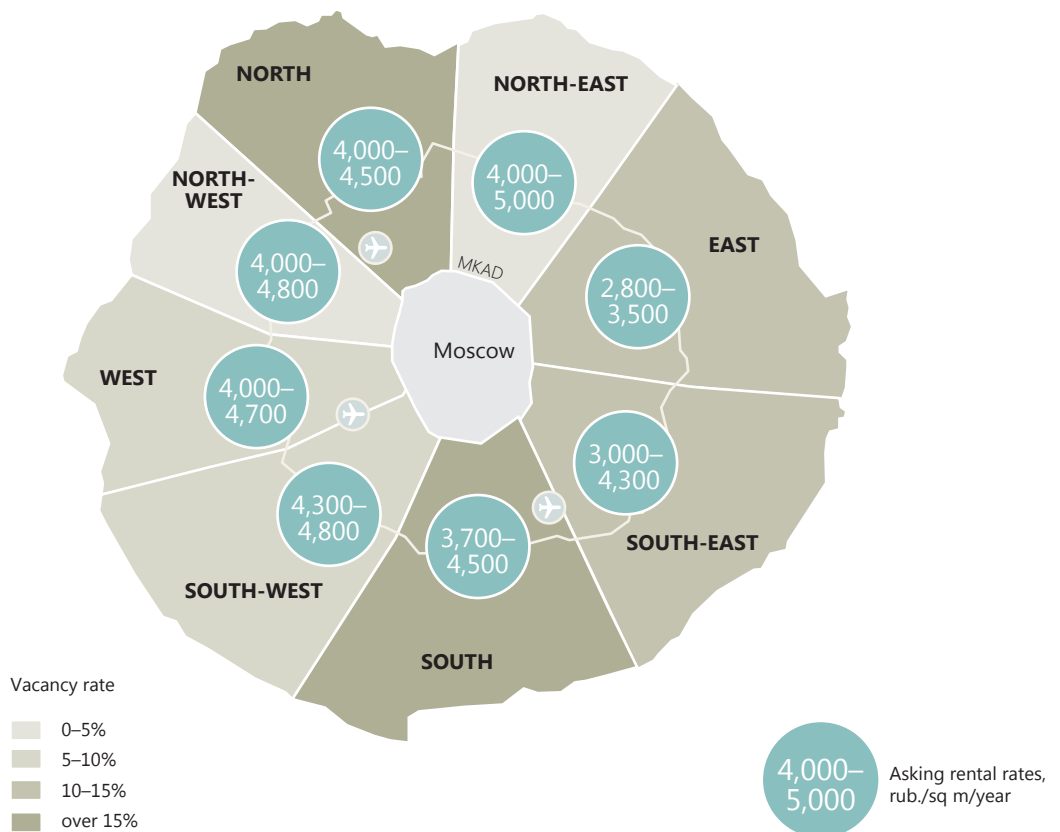 NORTH
NORTH-EAST
4,000–
4,500
4,000–
5,000
NORTH-
WEST
EAST
4,000–
4,800
MKAD
2,800–
3,500
Moscow
WEST
4,000–
4,700
3,000–
4,300
4,300–
4,800
3,700–
4,500
SOUTH-EAST
SOUTH-WEST
SOUTH
Vacancy rate
0–5%
5–10%
10–15%
over 15%
4,000–
5,000
Asking rental rates,
rub./sq m/year